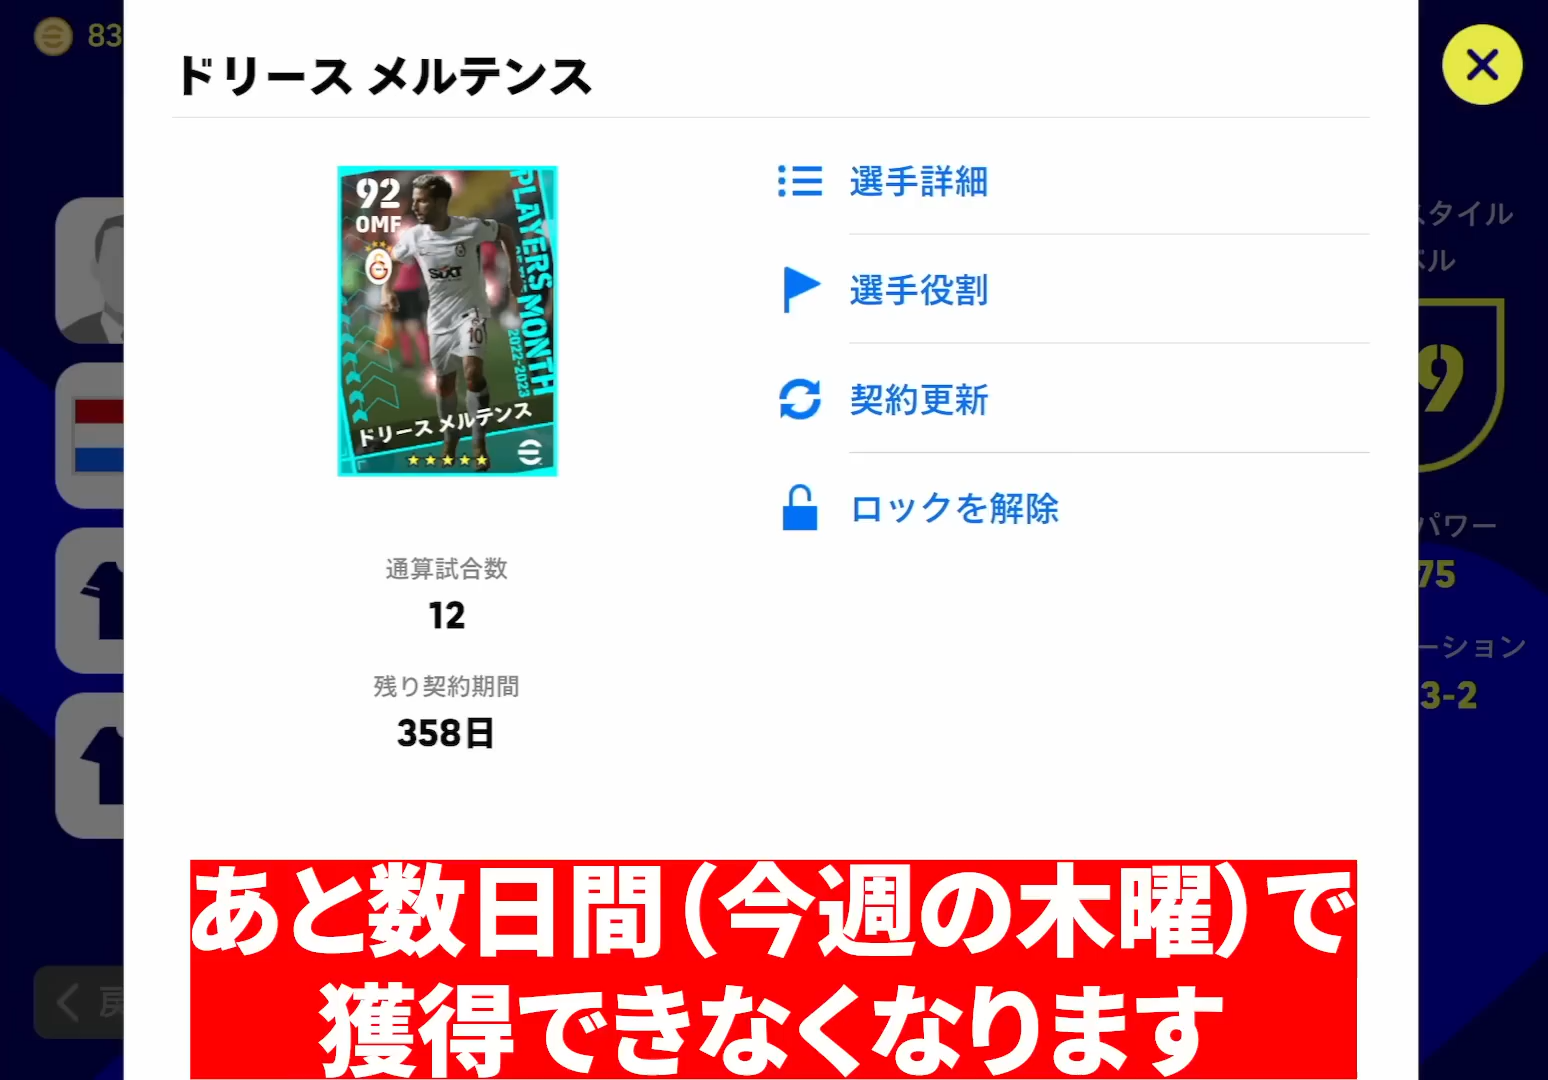 83
ドリース メルテンス
92
OMF
SIXT
10
PLAYERS
MONTH
2022-2023
ドリース メルテンス
通算試合数
12
残り契約期間
358日
選手詳細
選手役割
契約更新
ロックを解除
タイル
ル
9
パワー
75
ーション
3-2
戻
あと数日間（今週の木曜）で
獲得できなくなります